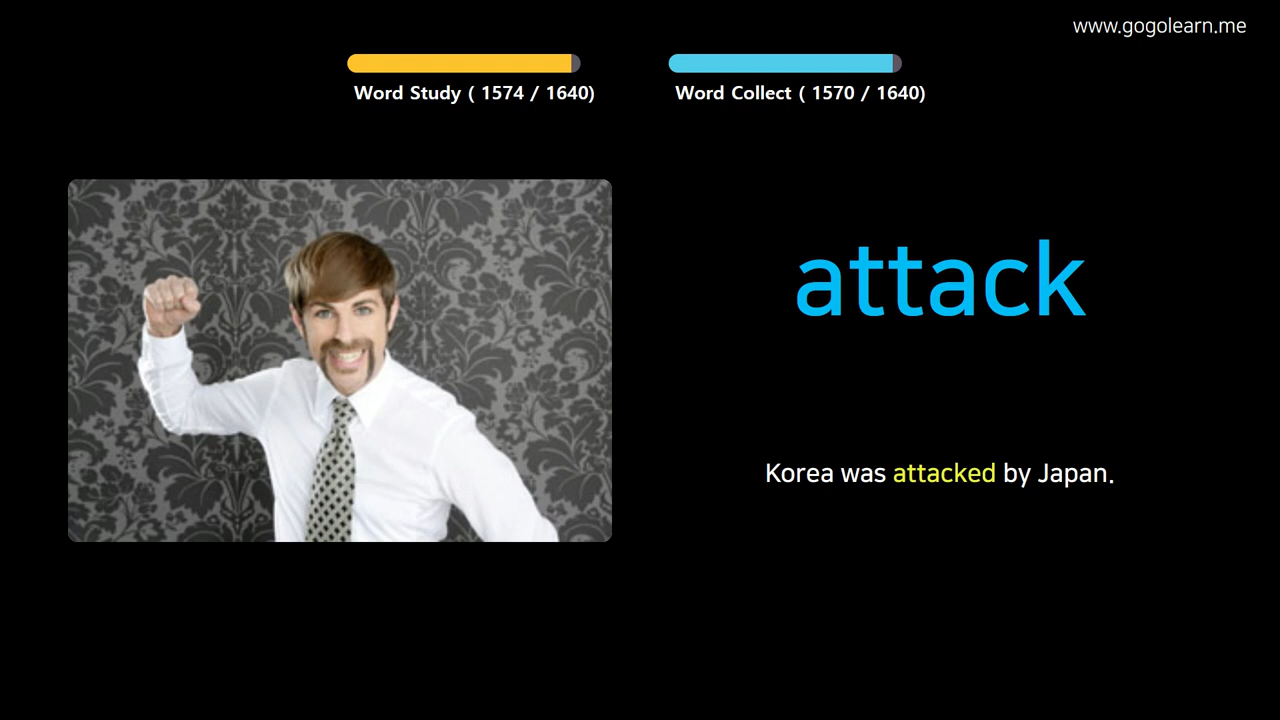 www.gogolearn.me
Word Study ( 1574 / 1640)
Word Collect ( 1570 / 1640)
attack
Korea was attacked by Japan.